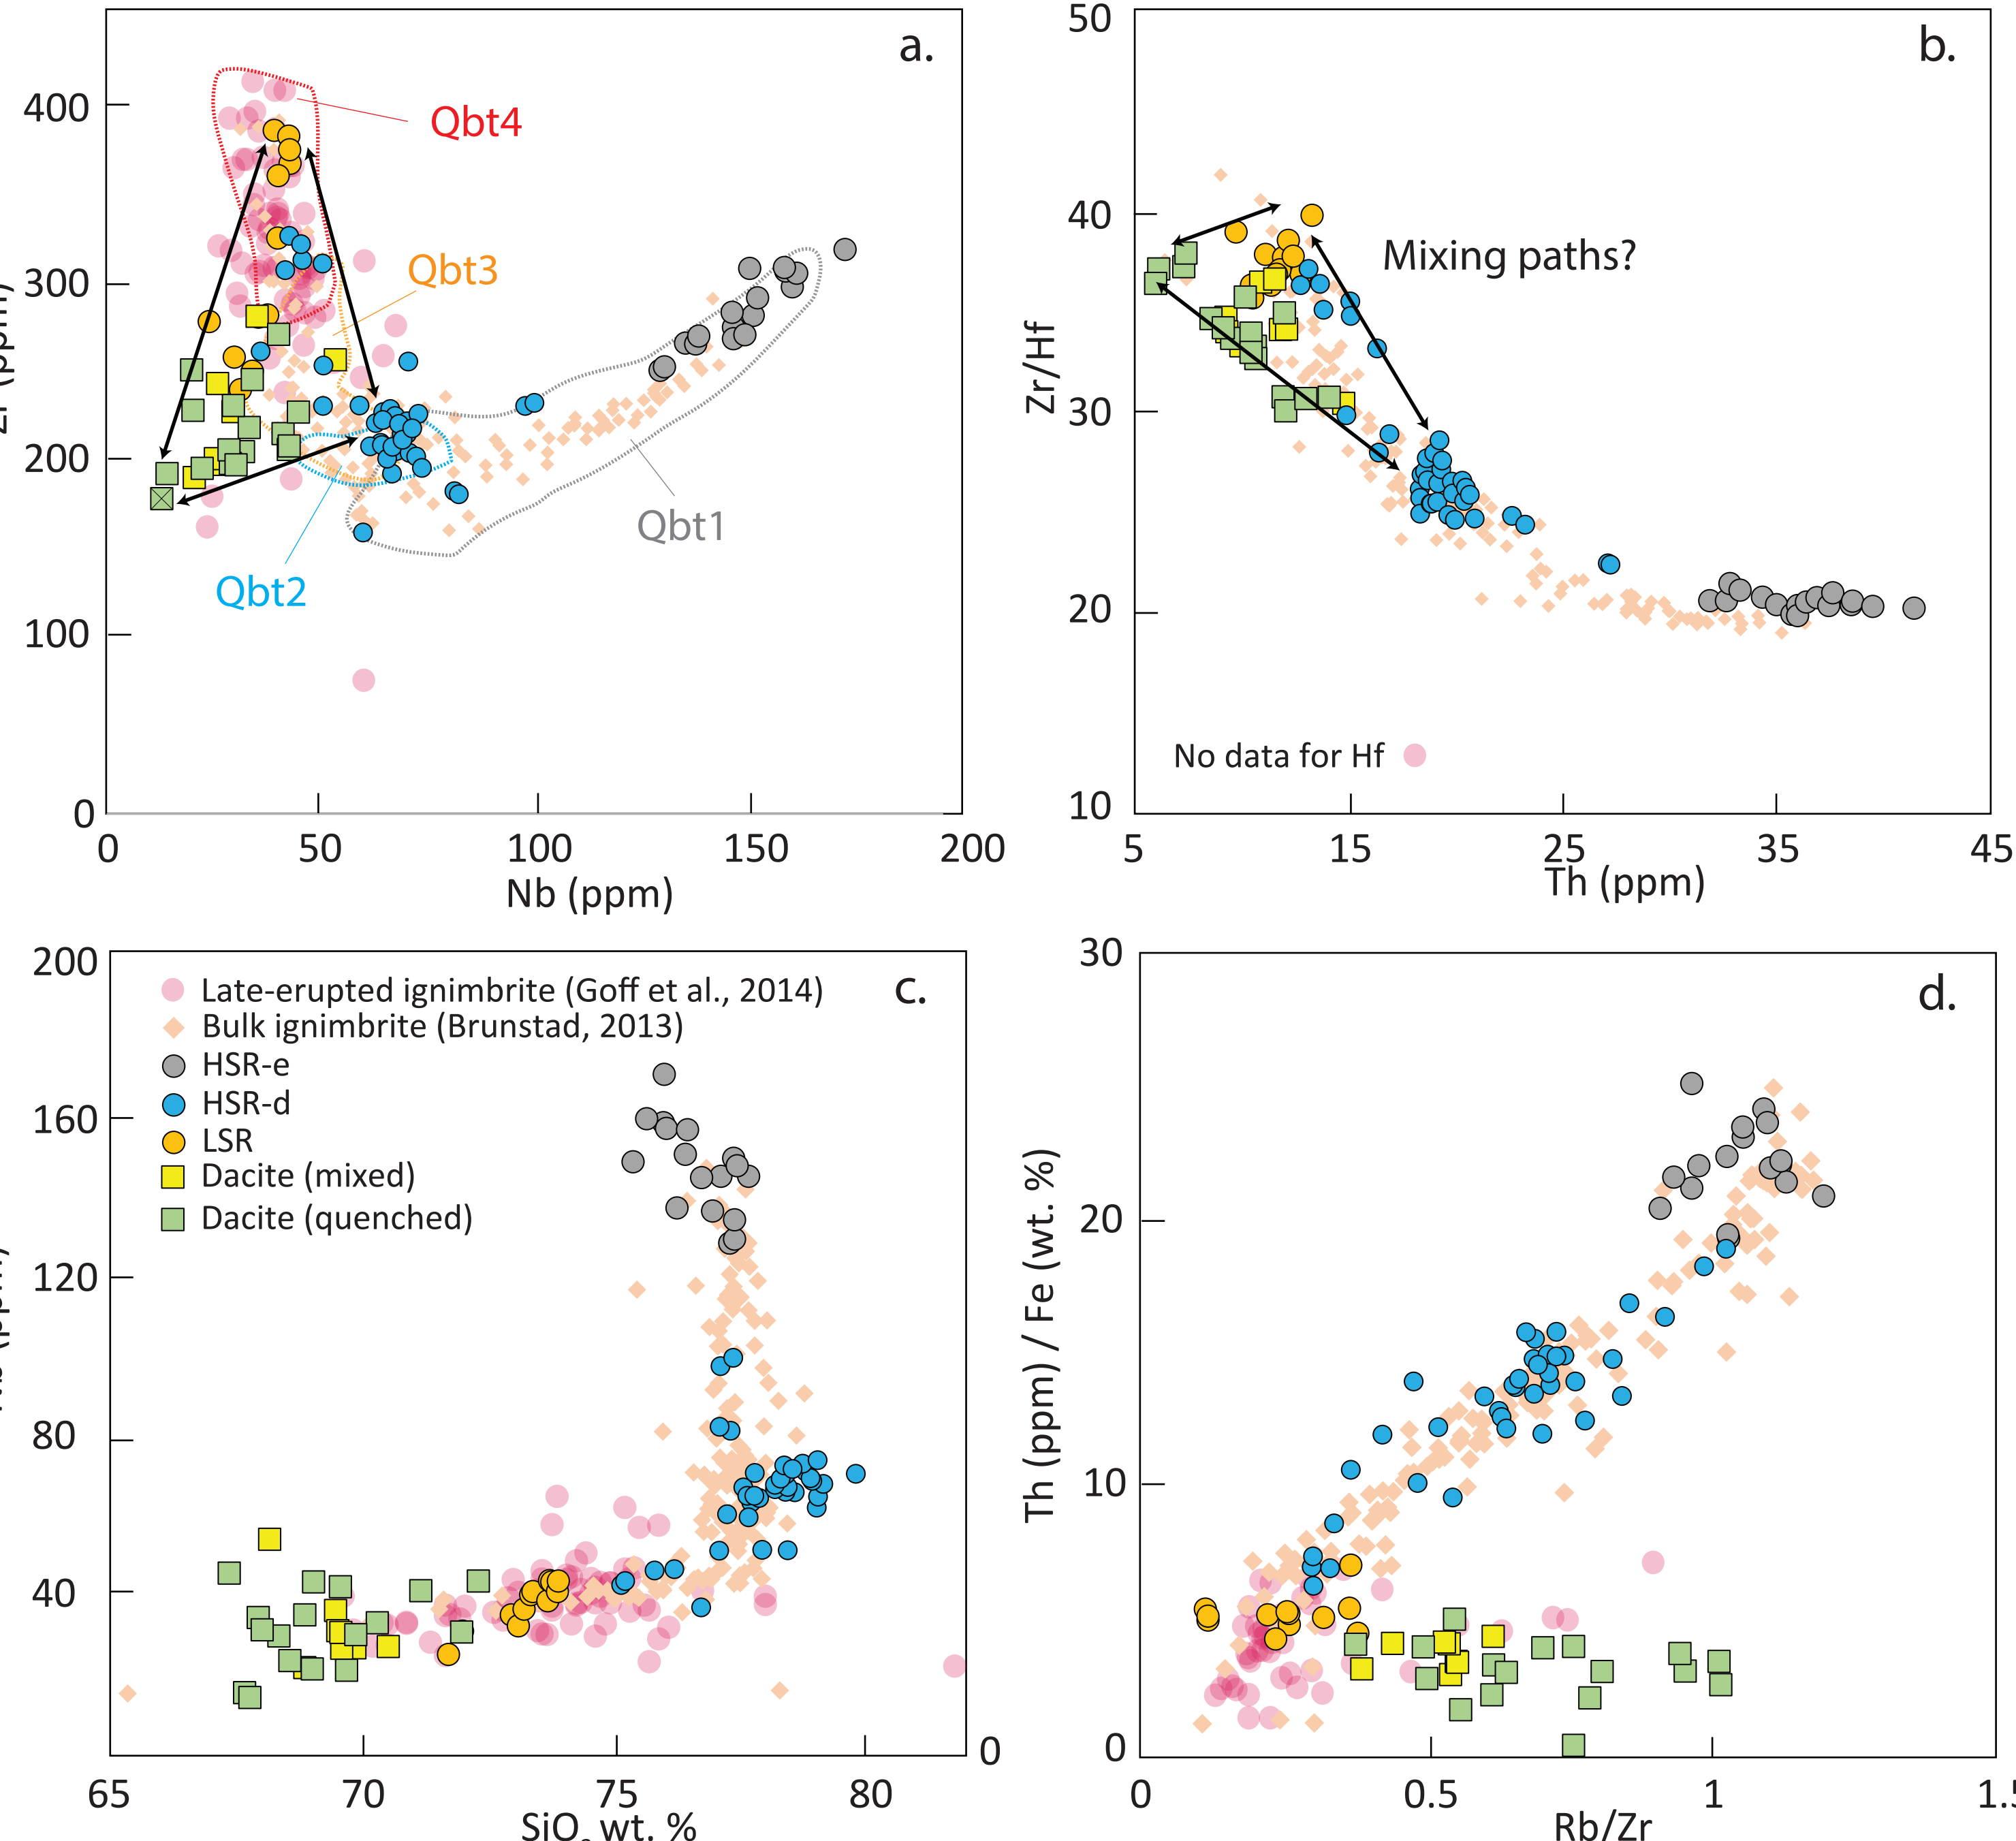 a.
400
300
200
100
0
Qbt4
Qbt3
Qbt2
Qbt1
0 50 100 150 200
Nb (ppm)
b.
50
40
30
20
10
Zr/Hf
Mixing paths?
No data for Hf
5 15 25 35 45
Th (ppm)
c.
200
160
120
80
40
0
Late-erupted ignimbrite (Goff et al., 2014)
Bulk ignimbrite (Brunstad, 2013)
HSR-e
HSR-d
LSR
Dacite (mixed)
Dacite (quenched)
65 70 75 80
SiO wt. %
d.
30
20
10
0
Th (ppm) / Fe (wt. %)
0 0.5 1
Rb/Zr